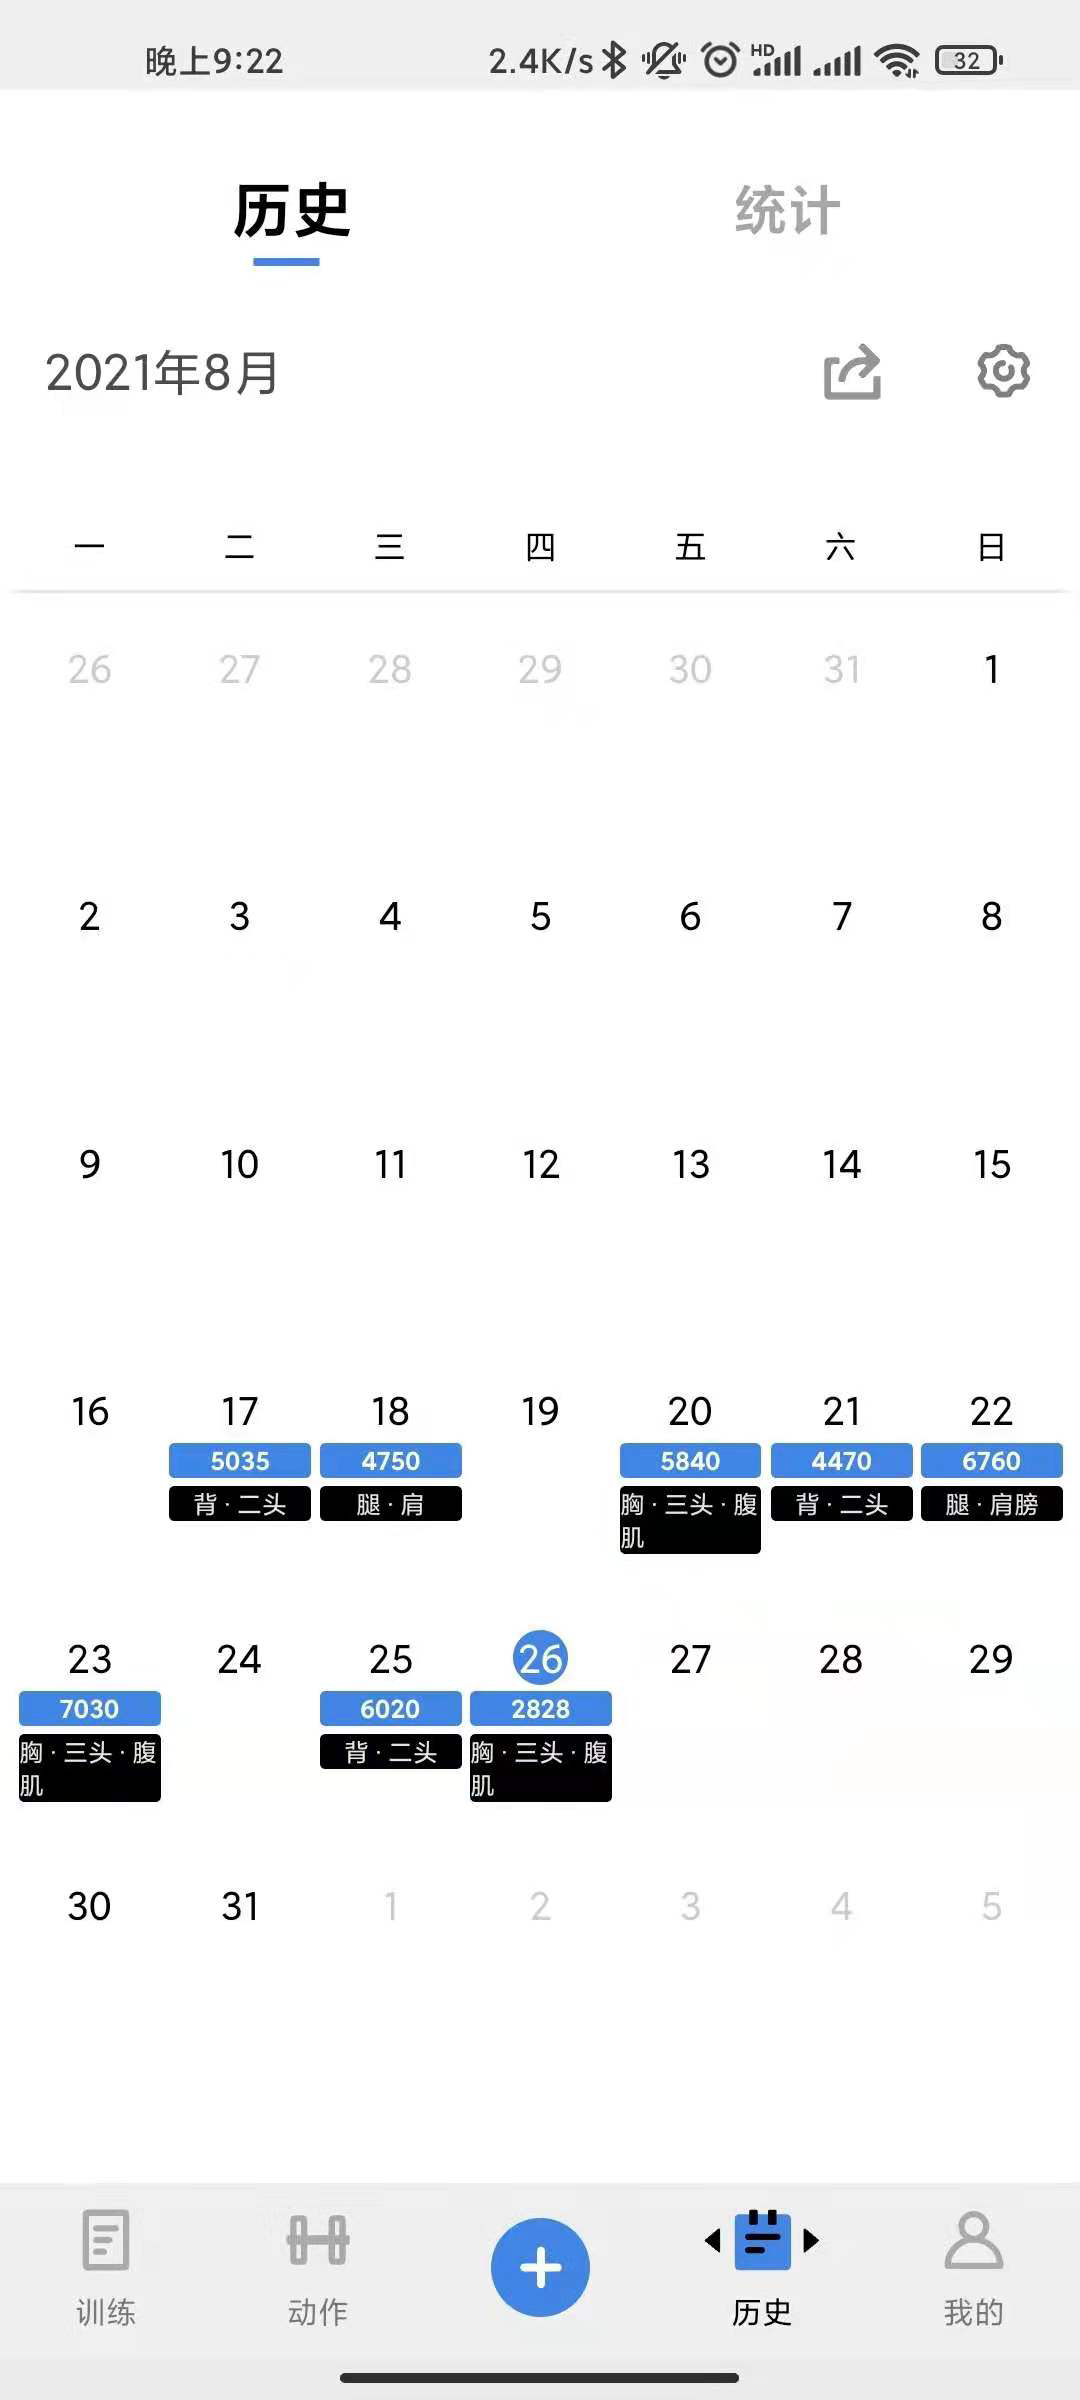 晚上9:22 2.4K/s HD 32
历史 统计
2021年8月
一 二 三 四 五 六 日
26 27 28 29 30 31 1
2 3 4 5 6 7 8
9 10 11 12 13 14 15
16 17 18 19 20 21 22
5035 4750 5840 4470 6760
背·二头 腿·肩 胸·三头·腹 背·二头 腿·肩膀
肌
23 24 25 26 27 28 29
7030 6020 2828
胸·三头·腹 背·二头 胸·三头·腹
肌 肌
30 31 1 2 3 4 5
训练 动作 历史 我的